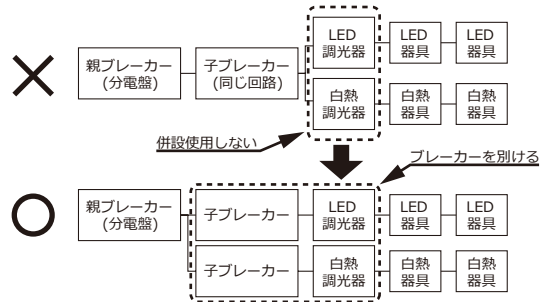 親ブレーカー
(分電盤)
子ブレーカー
(同じ回路)
LED
調光器
LED
器具
LED
器具
白熱
調光器
白熱
器具
白熱
器具
併設使用しない
ブレーカーを別ける
親ブレーカー
(分電盤)
子ブレーカー
LED
調光器
LED
器具
LED
器具
子ブレーカー
白熱
調光器
白熱
器具
白熱
器具